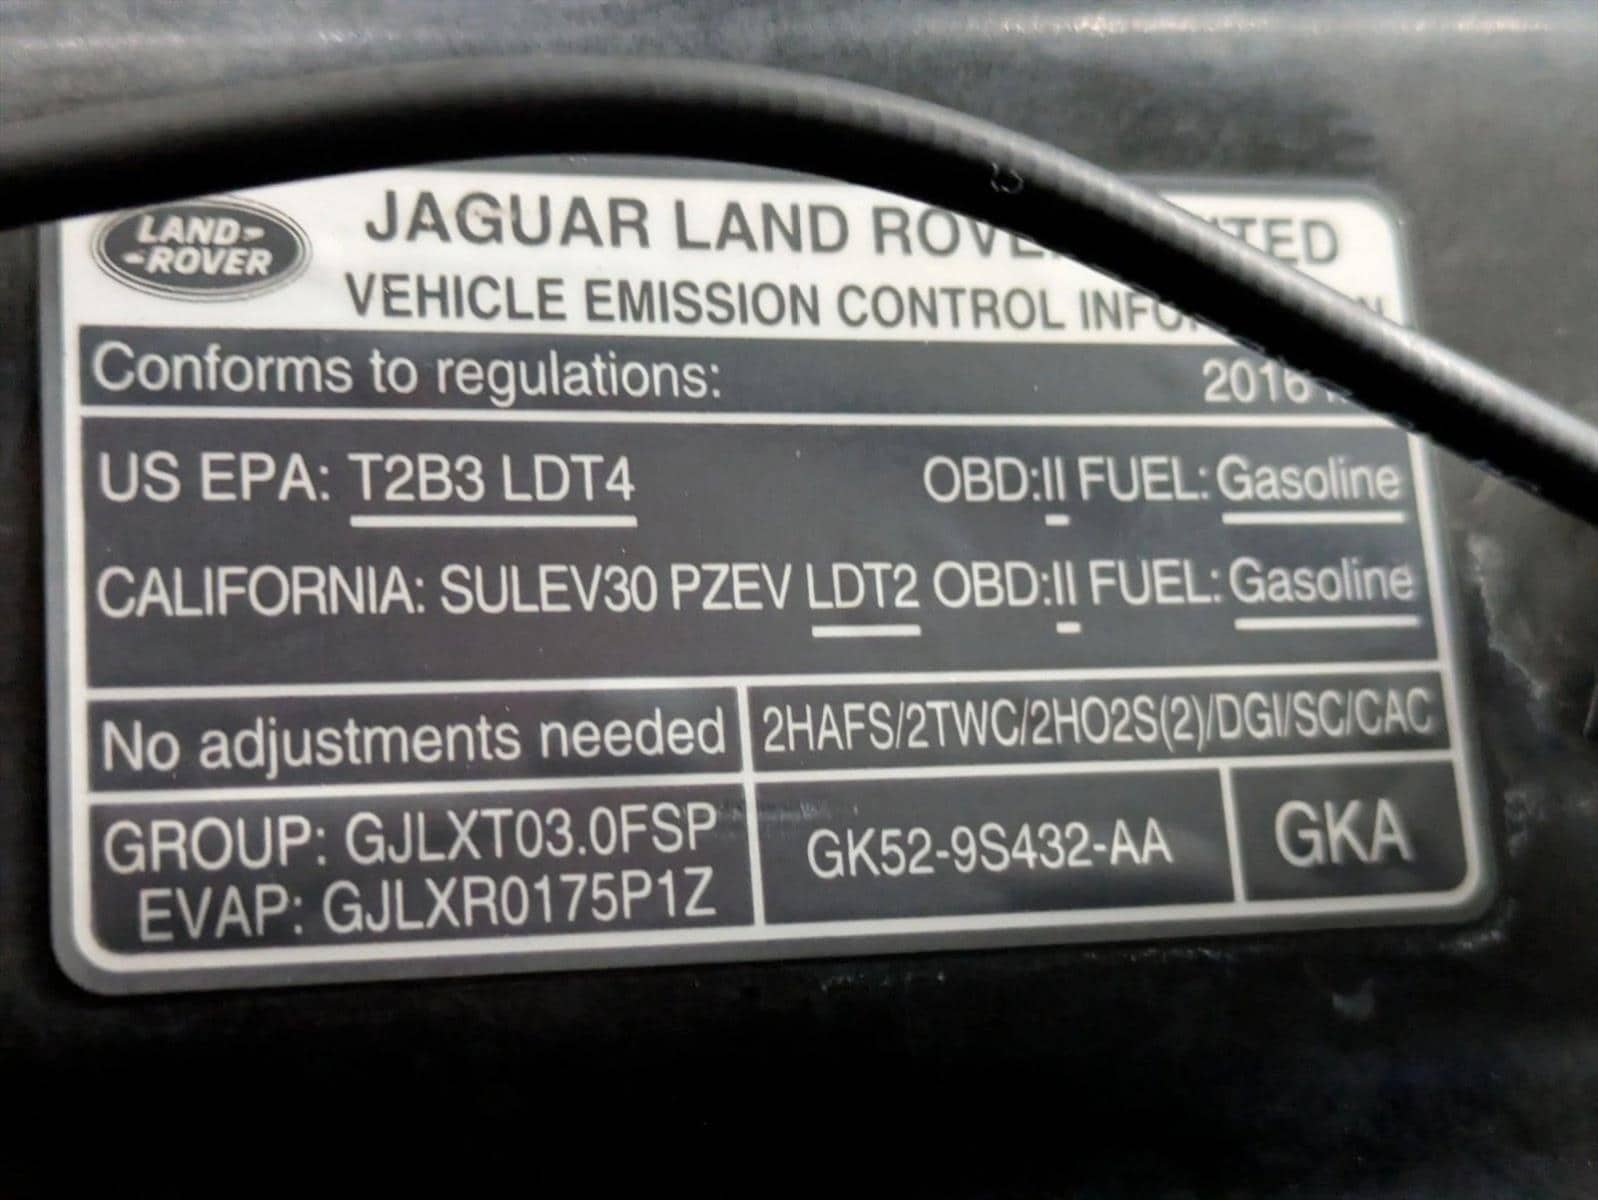 LAND-
-ROVER
JAGUAR LAND
VEHICLE EMISSION CONTROL
Conforms to regulations:
2016
US EPA: T2B3 LDT4 OBD:II FUEL: Gasoline
CALIFORNIA: SULEV30 PZEV LDT2 OBD:II FUEL: Gasoline
No adjustments needed 2HAFS/2TWC/2HO2S(2)/DGI/SC/CAC
GROUP: GJLXT03.0FSP
EVAP: GJLXR0175P1Z
GK52-9S432-AA
GKA